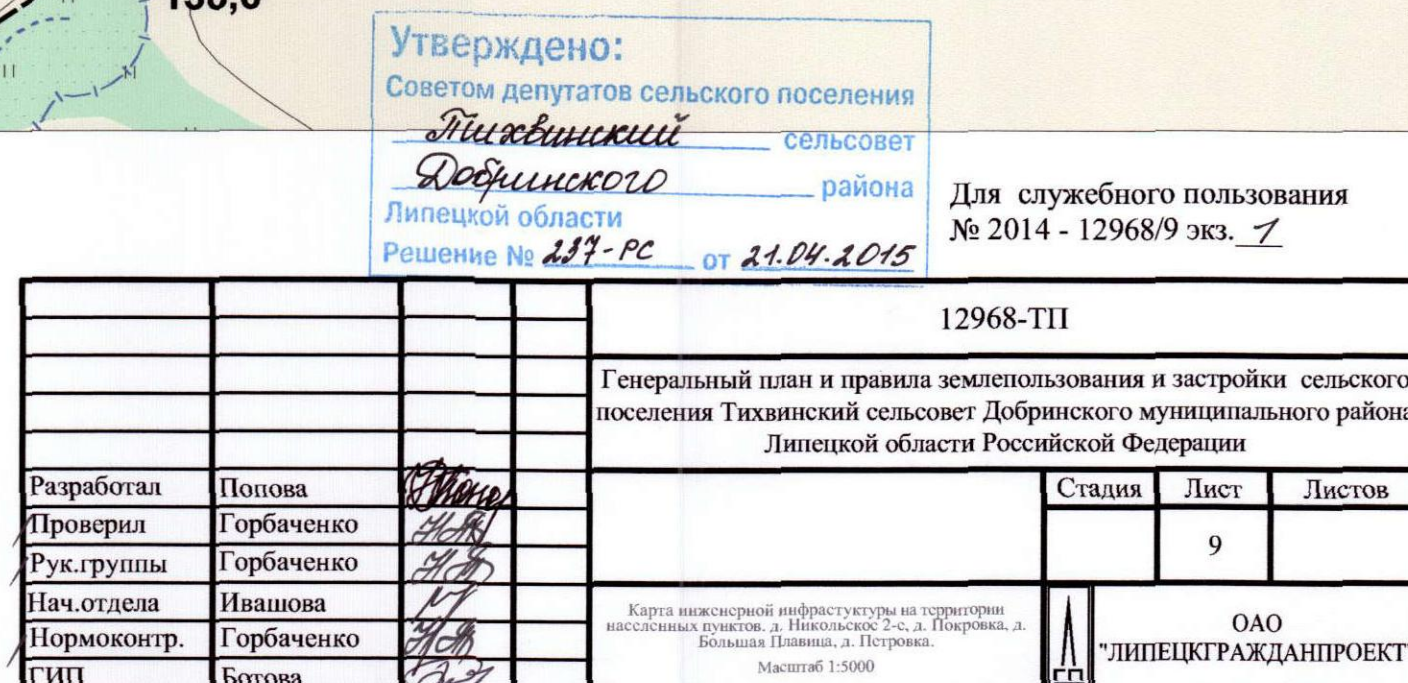 Утверждено:
Советом депутатов сельского поселения
Тихвинский сельсовет
Добринского района
Липецкой области
Решение № 237-РС от 21.04.2015
Для служебного пользования
№ 2014 - 12968/9 экз. 1
12968-ТП
Генеральный план и правила землепользования и застройки сельского
поселения Тихвинский сельсовет Добринского муниципального района
Липецкой области Российской Федерации
Разработал Попова
Проверил Горбаченко
Рук.группы Горбаченко
Нач.отдела Ивашова
Нормоконтр. Горбаченко
ГИП Ботова
Стадия Лист Листов
9
Карта инженерной инфрастуктуры на территории
населенных пунктов. д. Никольское 2-е, д. Покровка, д.
Большая Плавица, д. Петровка.
Масштаб 1:5000
ОАО
"ЛИПЕЦКГРАЖДАНПРОЕКТ"